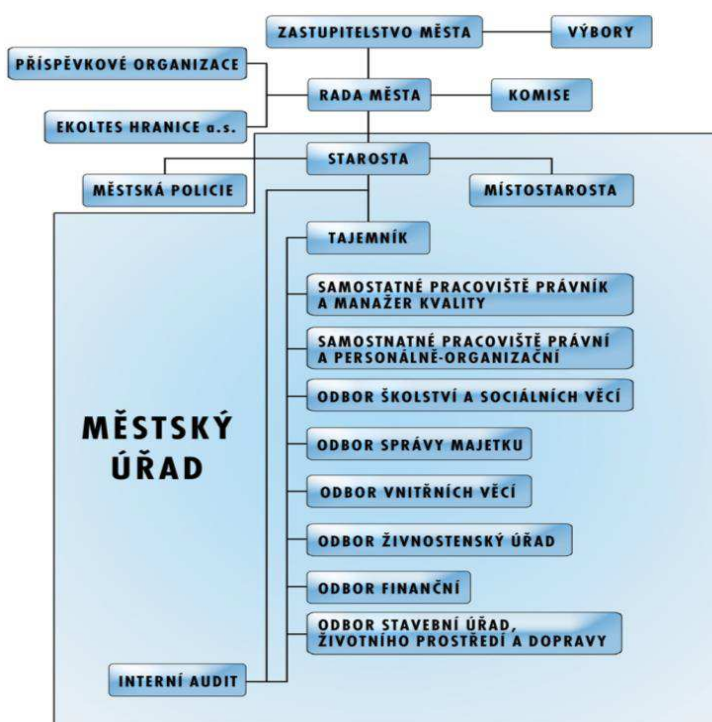 ZASTUPITELSTVO MĚSTA
VÝBORY
PŘÍSPĚVKOVÉ ORGANIZACE
RADA MĚSTA
KOMISE
EKOLTES HRANICE a.s.
STAROSTA
MĚSTSKÁ POLICIE
MÍSTOSTAROSTA
TAJEMNÍK
SAMOSTATNÉ PRACOVIŠTĚ PRÁVNÍK
A MANAŽER KVALITY
SAMOSTNATNÉ PRACOVIŠTĚ PRÁVNÍ
A PERSONÁLNĚ-ORGANIZAČNÍ
ODBOR ŠKOLSTVÍ A SOCIÁLNÍCH VĚCÍ
MĚSTSKÝ
ÚŘAD
ODBOR SPRÁVY MAJETKU
ODBOR VNITŘNÍCH VĚCÍ
ODBOR ŽIVNOSTENSKÝ ÚŘAD
ODBOR FINANČNÍ
ODBOR STAVEBNÍ ÚŘAD,
ŽIVOTNÍHO PROSTŘEDÍ A DOPRAVY
INTERNÍ AUDIT